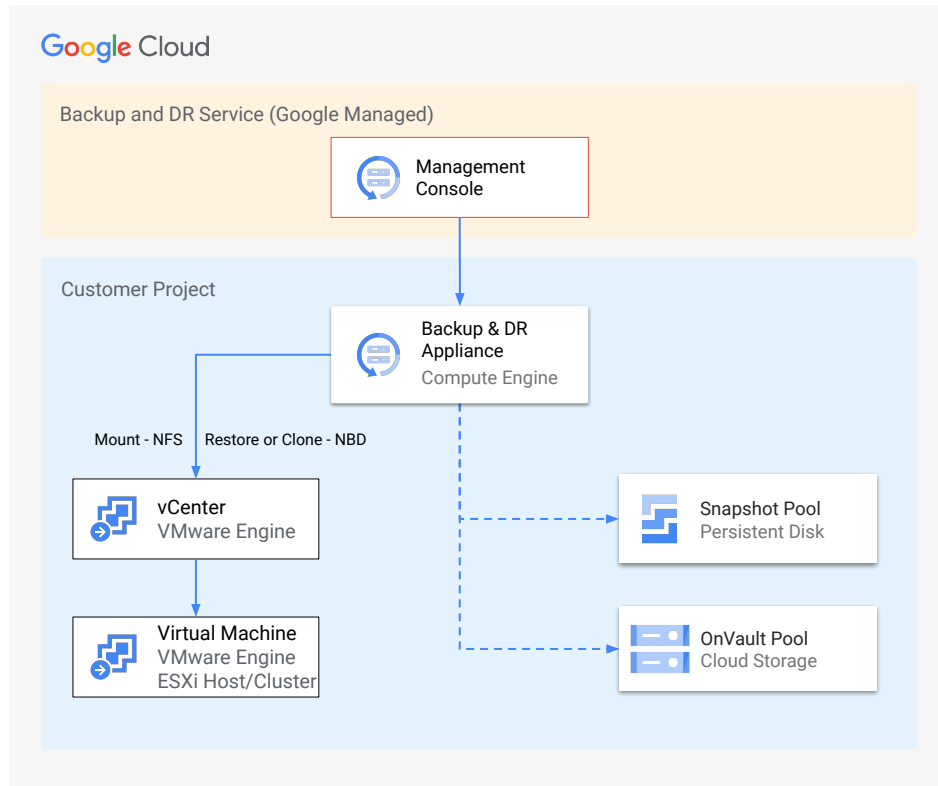 Google Cloud
Backup and DR Service (Google Managed)
Management
Console
Customer Project
Backup & DR
Appliance
Compute Engine
Mount - NFS
Restore or Clone - NBD
vCenter
VMware Engine
Snapshot Pool
Persistent Disk
Virtual Machine
VMware Engine
ESXi Host/Cluster
OnVault Pool
Cloud Storage